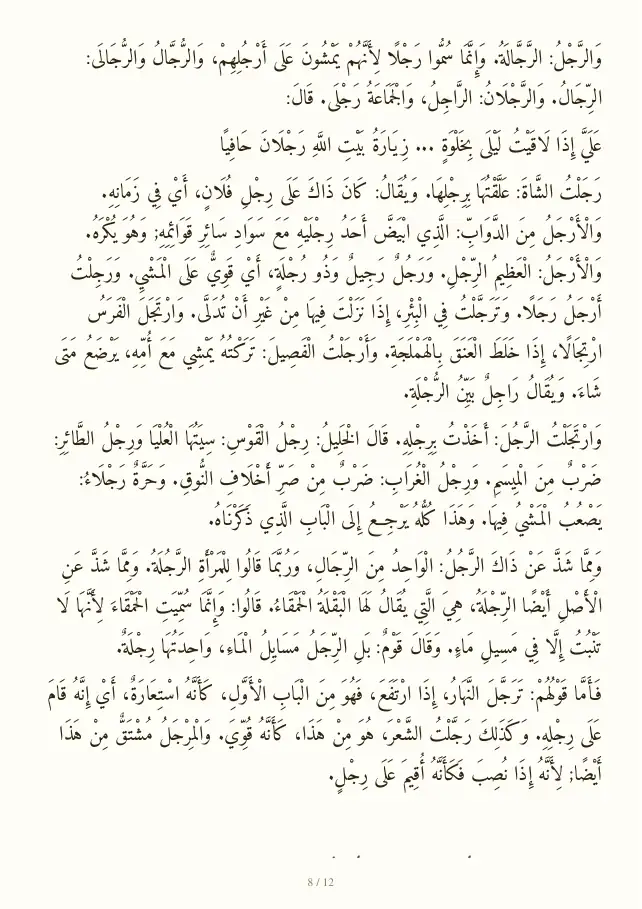 وَالرَّجْلُ: الرَّجَّالَةُ. وَإِنَّمَا سُمُّوا رَجْلًا لِأَنَّهُمْ يَمْشُونَ عَلَى أَرْجُلِهِمْ، وَالرُّجَّالُ وَالرُّجَالَى:
الرِّجَالُ. وَالرَّجْلَانُ: الرَّاجِلُ، وَالْجَمَاعَةُ رَجْلَى. قَالَ:
عَلَيَّ إِذَا لَاقَيْتُ لَيْلَى بِخَلْوَةٍ ... زِيَارَةُ بَيْتِ اللَّهِ رَجْلَانَ حَافِيًا
رَجَلْتُ الشَّاةَ: عَلَّقْتُهَا بِرِجْلِهَا. وَيُقَالُ: كَانَ ذَاكَ عَلَى رِجْلِ فُلَانٍ، أَيْ فِي زَمَانِهِ.
وَالْأَرْجَلُ مِنَ الدَّوَابِّ: الَّذِي ابْيَضَّ أَحَدُ رِجْلَيْهِ مَعَ سَوَادِ سَائِرِ قَوَائِمِهِ; وَهُوَ يُكْرَهُ.
وَالْأَرْجَلُ: الْعَظِيمُ الرِّجْلِ. وَرَجُلٌ رَجِيلٌ وَذُو رُجْلَةٍ، أَيْ قَوِيٌّ عَلَى الْمَشْيِ. وَرَجِلْتُ
أَرْجَلُ رَجَلًا. وَتَرَجَّلْتُ فِي الْبِئْرِ، إِذَا نَزَلْتَ فِيهَا مِنْ غَيْرِ أَنْ تُدَلَّى. وَارْتَجَلَ الْفَرَسُ
ارْتِجَالًا، إِذَا خَلَطَ الْعَنَقَ بِالْهَمْلَجَةِ. وَأَرْجَلْتُ الْفَصِيلَ: تَرَكْتُهُ يَمْشِي مَعَ أُمِّهِ، يَرْضَعُ مَتَى
شَاءَ. وَيُقَالُ رَاجِلٌ بَيِّنُ الرُّجْلَةِ.
وَارْتَجَلْتُ الرَّجُلَ: أَخَذْتُ بِرِجْلِهِ. قَالَ الْخَلِيلُ: رِجْلُ الْقَوْسِ: سِيَتُهَا الْعُلْيَا وَرِجْلُ الطَّائِرِ:
ضَرْبٌ مِنَ الْمِيسَمِ. وَرِجْلُ الْغُرَابِ: ضَرْبٌ مِنْ صَرِّ أَخْلَافِ النُّوقِ. وَحَرَّةٌ رَجْلَاءُ:
يَصْعُبُ الْمَشْيُ فِيهَا. وَهَذَا كُلُّهُ يَرْجِعُ إِلَى الْبَابِ الَّذِي ذَكَرْنَاهُ.
وَمِمَّا شَذَّ عَنْ ذَاكَ الرَّجُلُ: الْوَاحِدُ مِنَ الرِّجَالِ، وَرُبَّمَا قَالُوا لِلْمَرْأَةِ الرَّجُلَةُ. وَمِمَّا شَذَّ عَنِ
الْأَصْلِ أَيْضًا الرِّجْلَةُ، هِيَ الَّتِي يُقَالُ لَهَا الْبَقْلَةُ الْحَمْقَاءُ. قَالُوا: وَإِنَّمَا سُمِّيَتِ الْحَمْقَاءَ لِأَنَّهَا لَا
تَنْبُتُ إِلَّا فِي مَسِيلِ مَاءٍ. وَقَالَ قَوْمٌ: بَلِ الرِّجَلُ مَسَايِلُ الْمَاءِ، وَاحِدَتُهَا رِجْلَةٌ.
فَأَمَّا قَوْلُهُمْ: تَرَجَّلَ النَّهَارُ، إِذَا ارْتَفَعَ، فَهُوَ مِنَ الْبَابِ الْأَوَّلِ، كَأَنَّهُ اسْتِعَارَةٌ، أَيْ إِنَّهُ قَامَ
عَلَى رِجْلِهِ. وَكَذَلِكَ رَجَّلْتُ الشَّعْرَ، هُوَ مِنْ هَذَا، كَأَنَّهُ قُوِّيَ. وَالْمِرْجَلُ مُشْتَقٌّ مِنْ هَذَا
أَيْضًا; لِأَنَّهُ إِذَا نُصِبَ فَكَأَنَّهُ أُقِيمَ عَلَى رِجْلٍ.
8 / 12